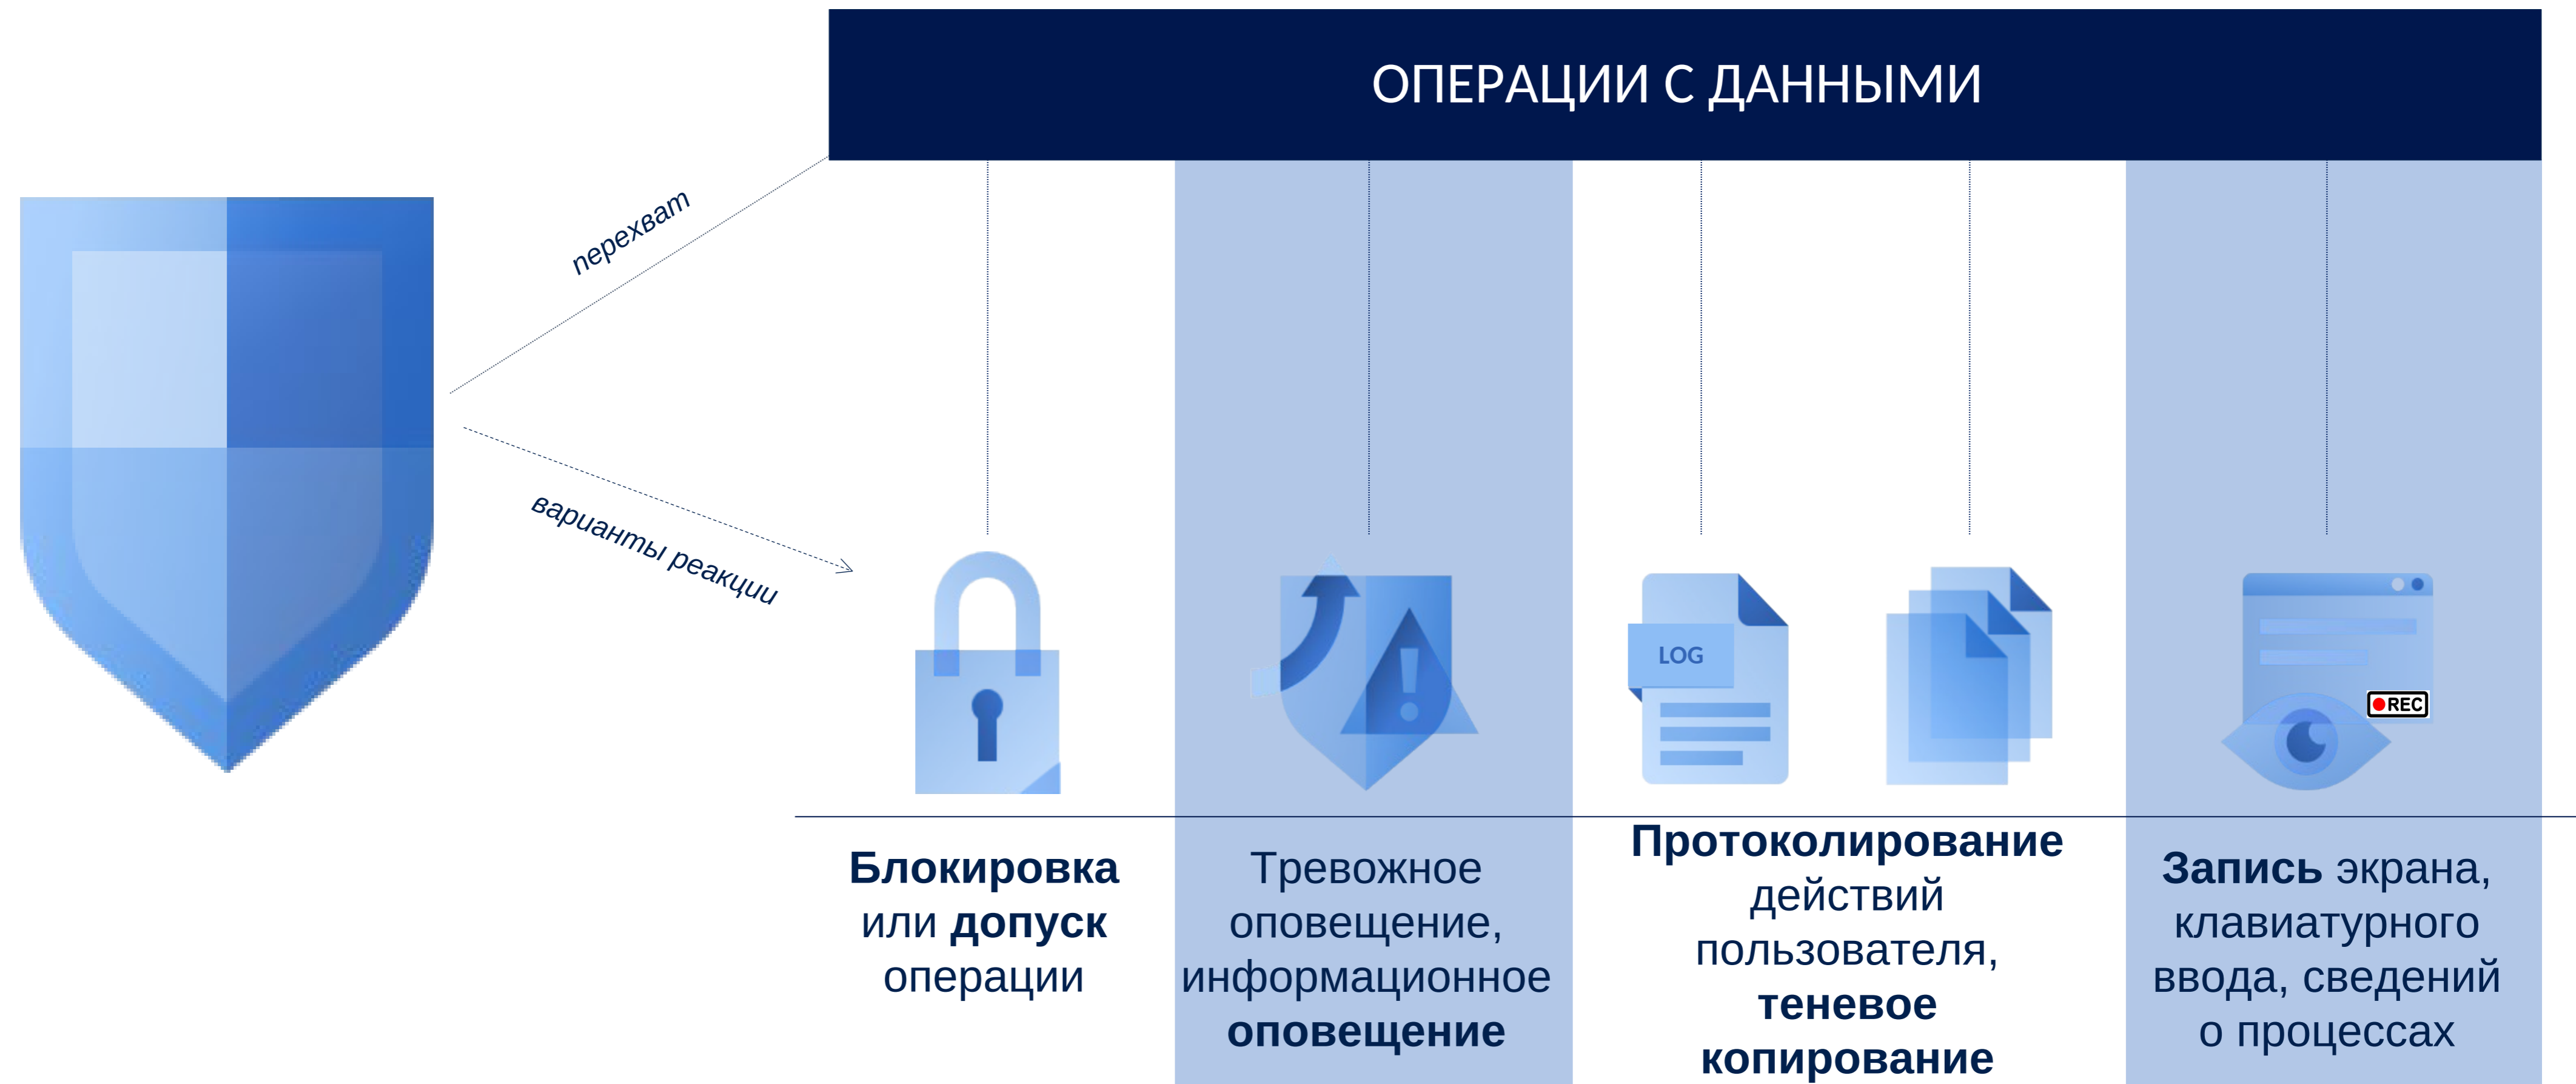 ОПЕРАЦИИ С ДАННЫМИ
перехват
варианты реакции
LOG
REC
Блокировка
или допуск
операции
Тревожное
оповещение,
информационное
оповещение
Протоколирование
действий
пользователя,
теневое
копирование
Запись экрана,
клавиатурного
ввода, сведений
о процессах